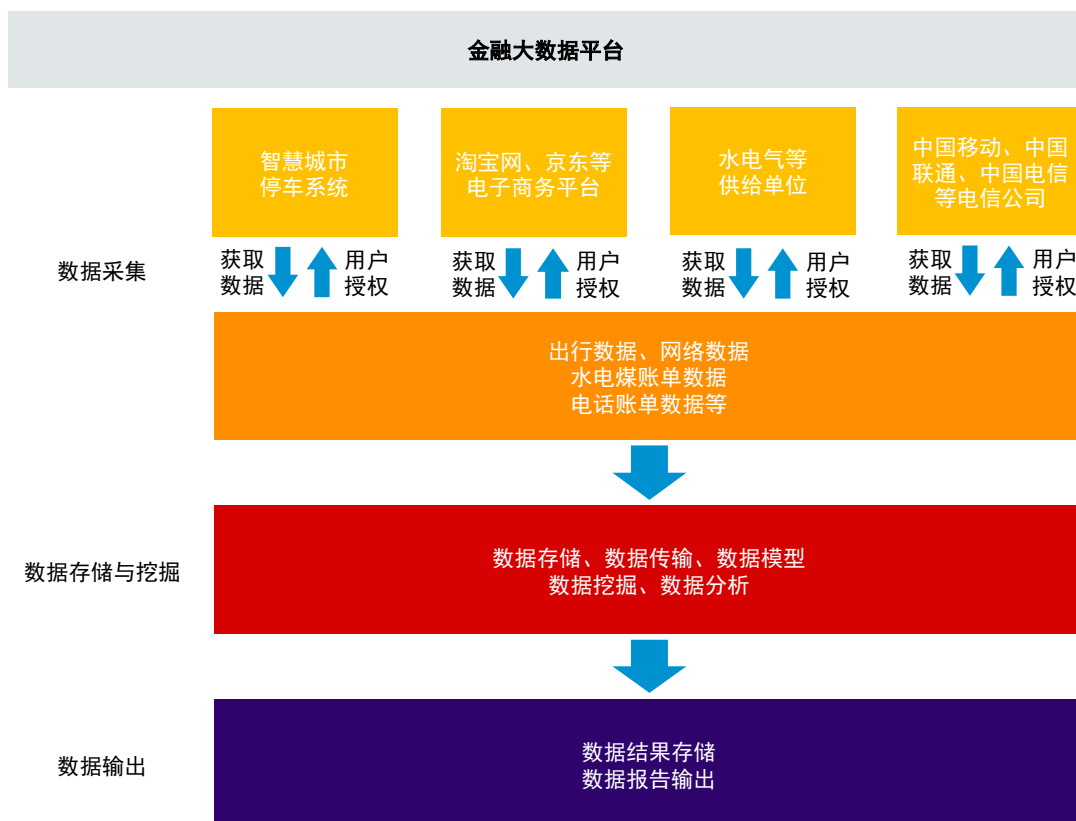 金融大数据平台
智慧城市
停车系统
淘宝网、京东等
电子商务平台
水电气等
供给单位
中国移动、中国
联通、中国电信
等电信公司
数据采集
获取
数据
用户
授权
获取
数据
用户
授权
获取
数据
用户
授权
获取
数据
用户
授权
出行数据、网络数据
水电煤账单数据
电话账单数据等
数据存储与挖掘
数据存储、数据传输、数据模型
数据挖掘、数据分析
数据输出
数据结果存储
数据报告输出